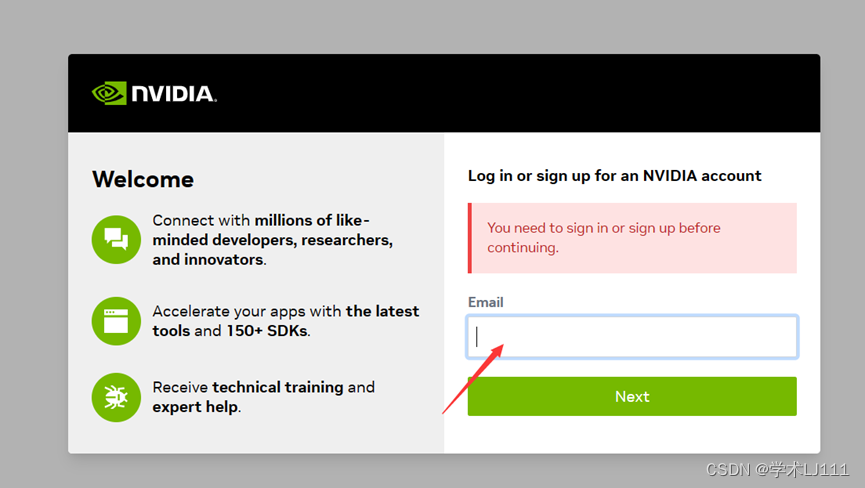 NVIDIA.
Welcome
Connect with millions of like-
minded developers, researchers,
and innovators.
Accelerate your apps with the latest
tools and 150+ SDKs.
Receive technical training and
expert help.
Log in or sign up for an NVIDIA account
You need to sign in or sign up before
continuing.
Email
Next
CSDN @学术LJ111